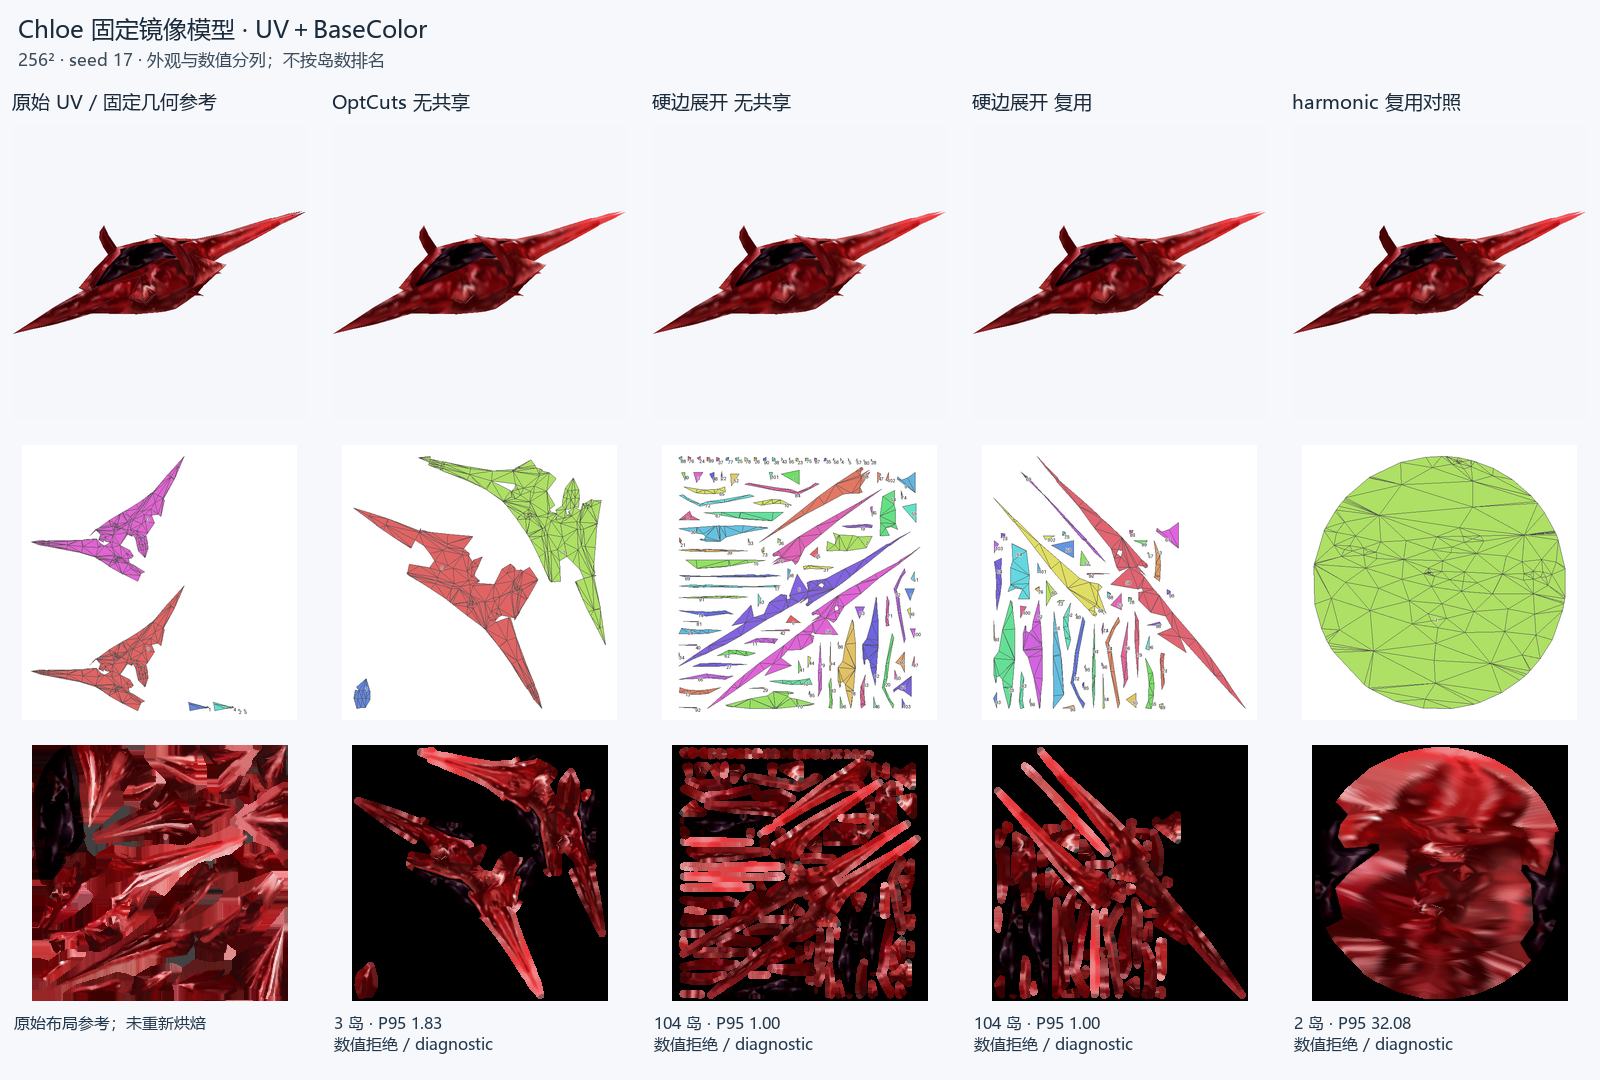 Chloe 固定镜像模型 · UV + BaseColor
256² · seed 17 · 外观与数值分列；不按岛数排名
原始 UV / 固定几何参考
OptCuts 无共享
硬边展开 无共享
硬边展开 复用
harmonic 复用对照
原始布局参考；未重新烘焙
3 岛 · P95 1.83
数值拒绝 / diagnostic
104 岛 · P95 1.00
数值拒绝 / diagnostic
104 岛 · P95 1.00
数值拒绝 / diagnostic
2 岛 · P95 32.08
数值拒绝 / diagnostic